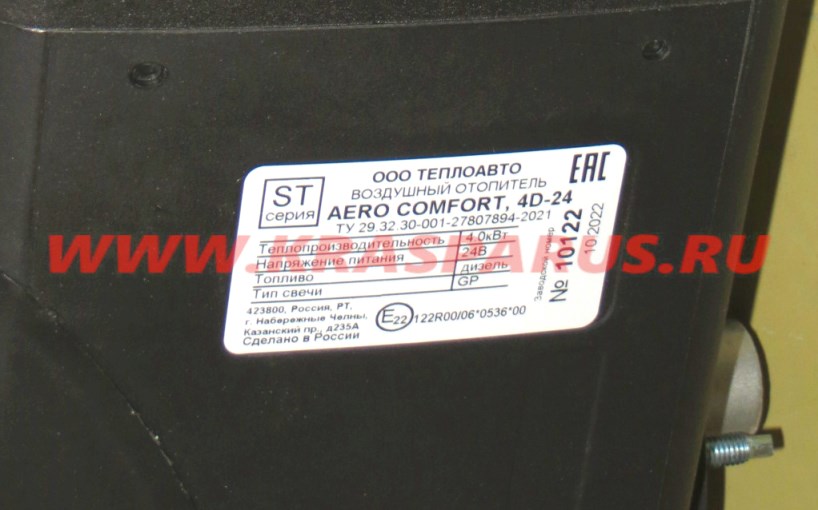 ST
серия
ООО ТЕПЛОАВТО
ВОЗДУШНЫЙ ОТОПИТЕЛЬ
AERO COMFORT, 4D-24
ТУ 29.32.30-001-27807894-2021
EAC
Теплопроизводительность 4.0кВт
Напряжение питания 24В
Топливо дизель
Тип свечи GP
Заводской номер
№ 10122
10.2022
423800, Россия, РТ,
г. Набережные Челны,
Казанский пр., д235А
Сделано в России
E22 122R00/06*0536*00
WWW.KRASPARUS.RU